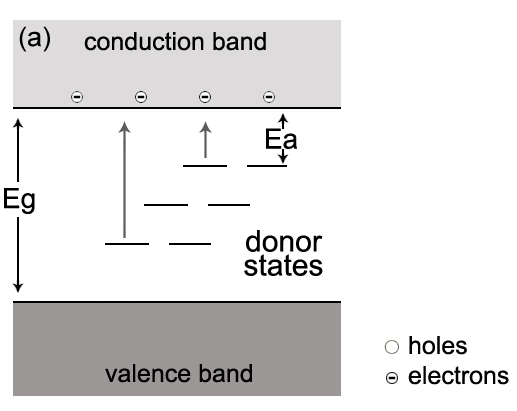 (a)
conduction band
Ea
Eg
donor
states
holes
valence band
electrons